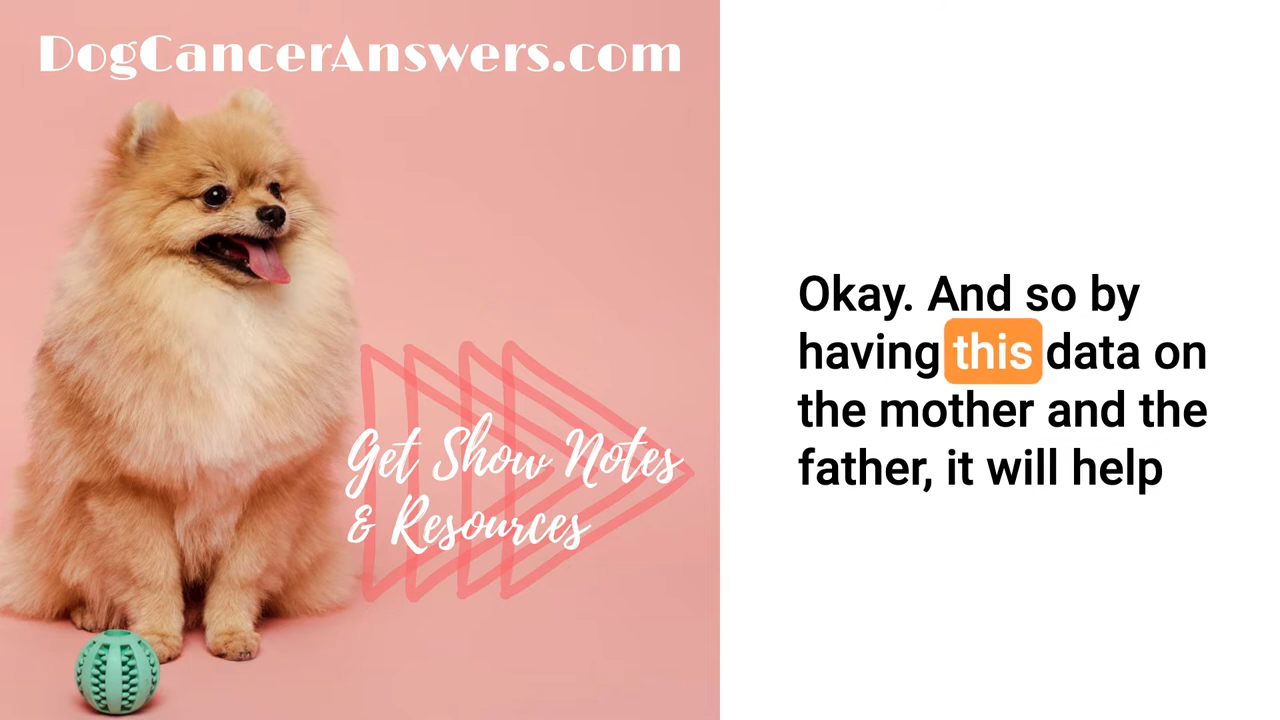 DogCancerAnswers.com
Get Show Notes
& Resources
Okay. And so by
having this data on
the mother and the
father, it will help